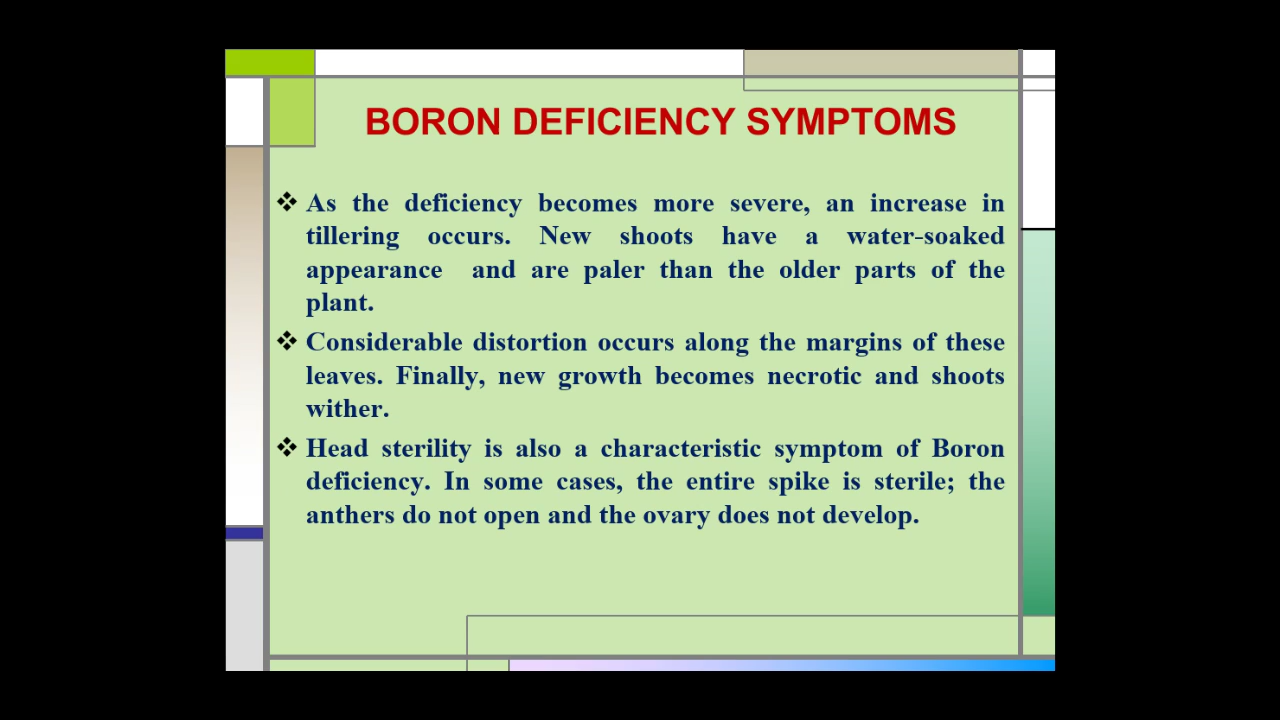 BORON DEFICIENCY SYMPTOMS
❖ As the deficiency becomes more severe, an increase in
tillering occurs. New shoots have a water-soaked
appearance and are paler than the older parts of the
plant.
❖ Considerable distortion occurs along the margins of these
leaves. Finally, new growth becomes necrotic and shoots
wither.
❖ Head sterility is also a characteristic symptom of Boron
deficiency. In some cases, the entire spike is sterile; the
anthers do not open and the ovary does not develop.